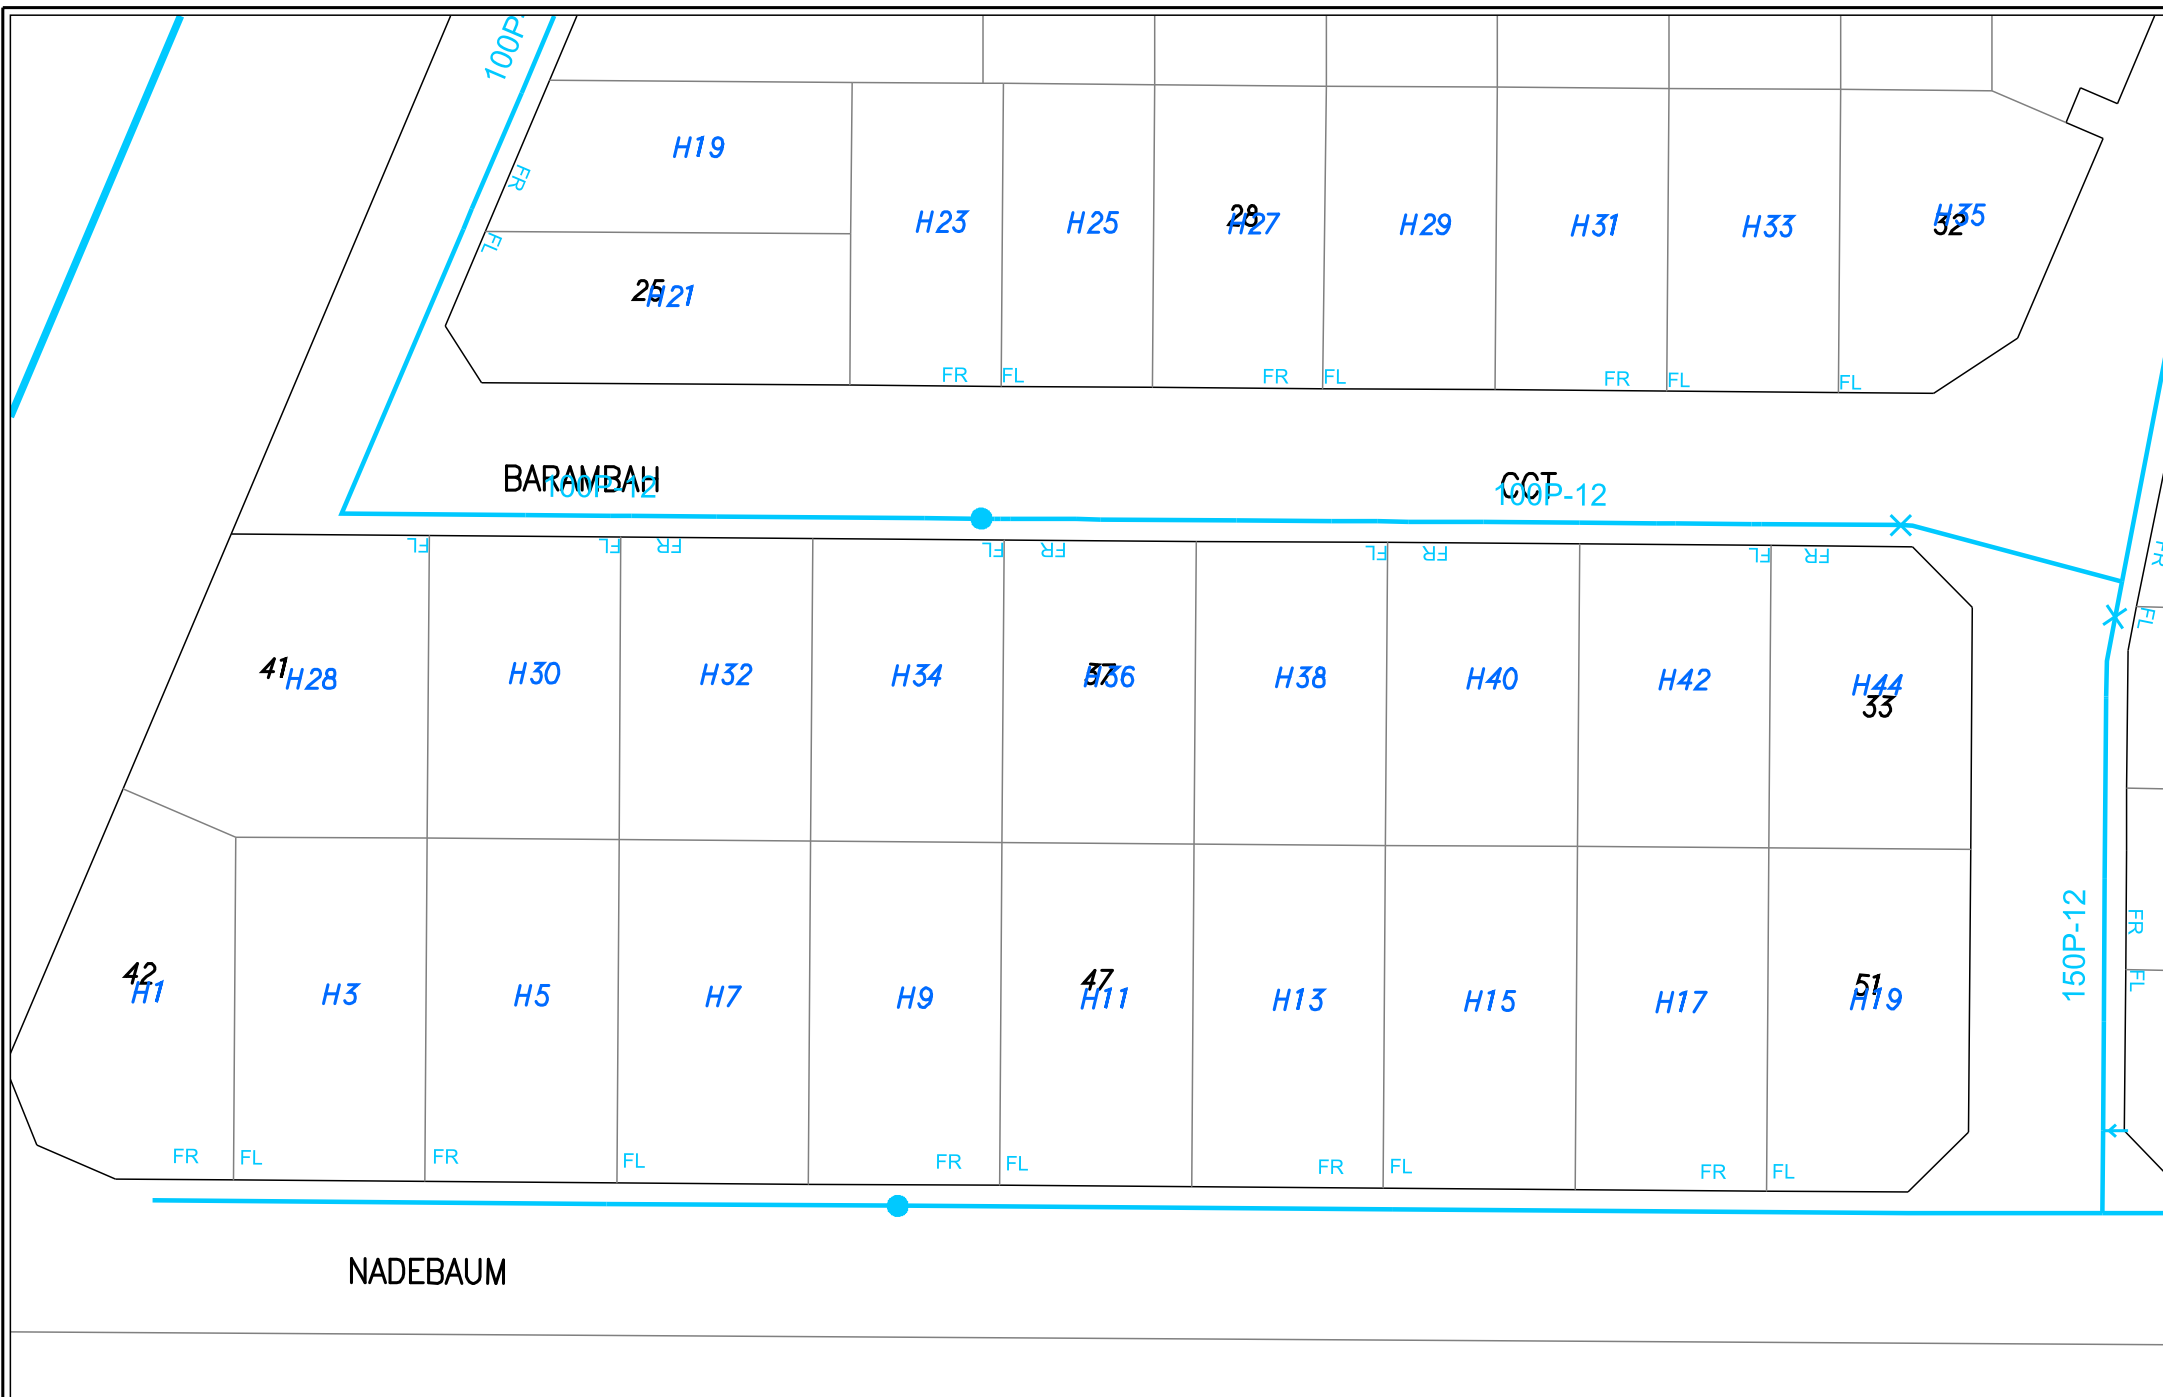 100P-
H19
FR
H23
H25
28
H27
H29
H31
H33
H35
32
FL
25
H21
FR
FL
FR
FL
FR
FL
FL
BARAMBAH
100P-12
CCT
100P-12
FL
FL
FR
FL
FR
FL
FR
FL
FR
FR
FL
41
H28
H30
H32
H34
37
H36
H38
H40
H42
H44
33
150P-12
FR
FL
42
H1
H3
H5
H7
H9
47
H11
H13
H15
H17
51
H19
FR
FL
FR
FL
FR
FL
FR
FL
FR
FL
NADEBAUM